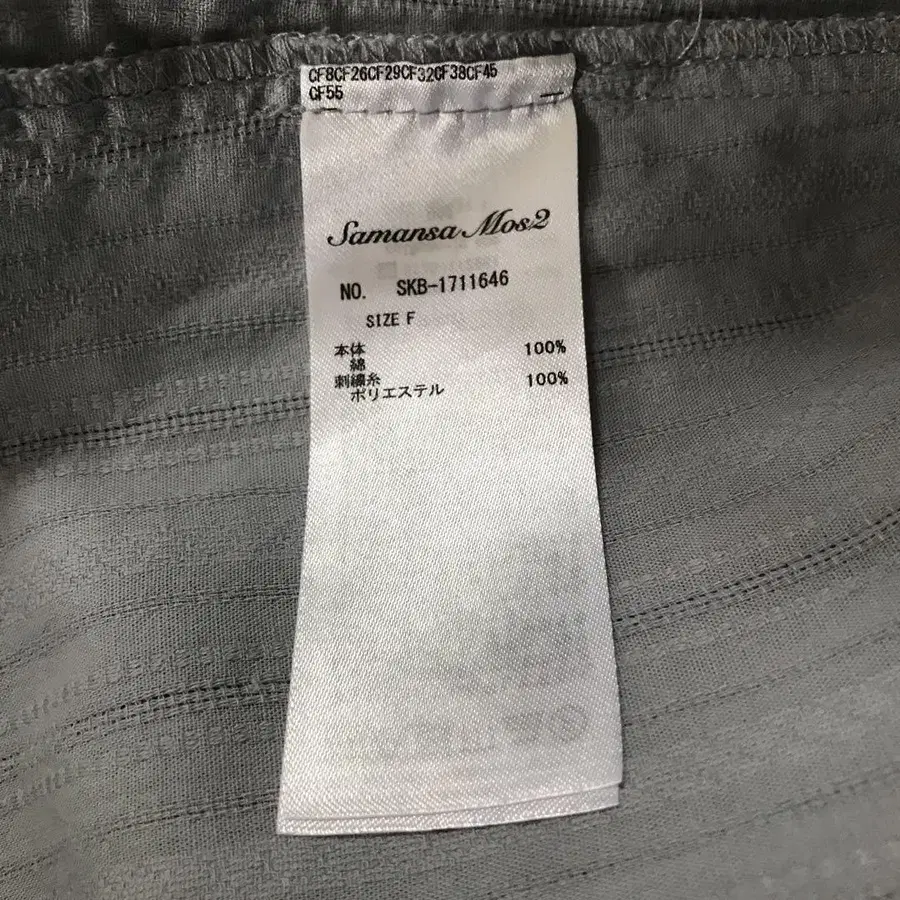 CF8CF26CF29CF32CF38CF45
CF55
Samansa Mos2
NO. SKB-1711646
SIZE F
本体 100%
綿
刺繍糸 100%
ポリエステル